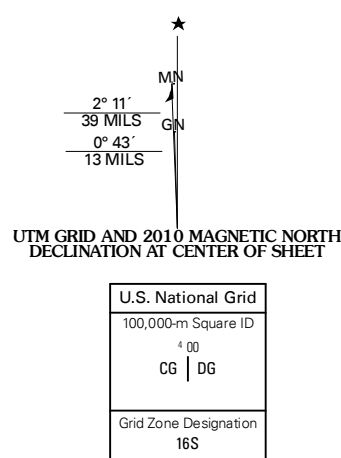 MN
2° 11´
39 MILS
GN
0° 43´
13 MILS
UTM GRID AND 2010 MAGNETIC NORTH
DECLINATION AT CENTER OF SHEET
U.S. National Grid
100,000-m Square ID
4 00
CG DG
Grid Zone Designation
16S